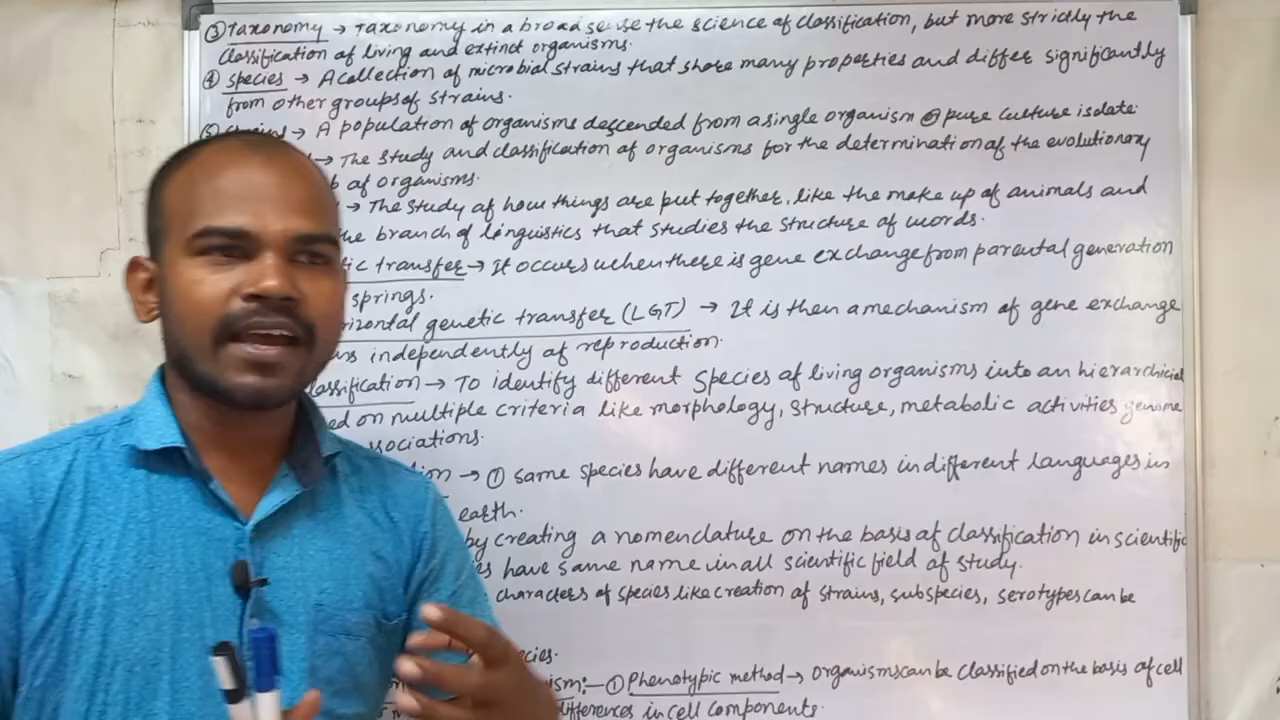 ③ Taxonomy → Taxonomy in a broad sense the science of classification, but more strictly the
classification of living and extinct organisms.
④ species → A collection of microbial strains that share many properties and differ significantly
from other groups of strains.
⑤ strains → A population of organisms descended from a single organism or pure culture isolate.
→ The study and classification of organisms for the determination of the evolutionary
of organisms.
→ The study of how things are put together, like the make up of animals and
the branch of linguistics that studies the structure of words.
tic transfer → It occurs when there is gene exchange from parental generation
springs.
rizontal genetic transfer (LGT) → It is then a mechanism of gene exchange
independently of reproduction.
lassification → To identify different species of living organisms into an hierarchical
ed on multiple criteria like morphology, structure, metabolic activities genome
ssociations.
on → ① same species have different names in different languages in
earth.
by creating a nomenclature on the basis of classification in scientific
es have same name in all scientific field of study.
characters of species like creation of strains, subspecies, serotypes can be
ecies.
ism:- ① Phenotypic method → organisms can be classified on the basis of cell
differences in cell components.